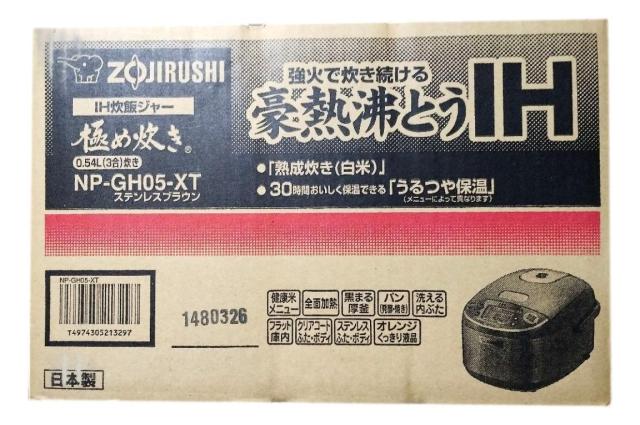 ZOJIRUSHI
IH炊飯ジャー
極め炊き®
0.54L(3合)炊き
NP-GH05-XT
ステンレスブラウン
強火で炊き続ける
豪熱沸とうIH
●「熟成炊き(白米)」
●30時間おいしく保温できる「うるつや保温」
(メニューによって異なります)
NP-GH05-XT
T4974305213297
1480326
健康米メニュー
全面加熱
黒まる厚釜
パン(発酵・焼き)
洗える内ぶた
フラット庫内
クリアコートふた・ボディ
ステンレスふた・ボディ
オレンジくっきり液晶
日本製